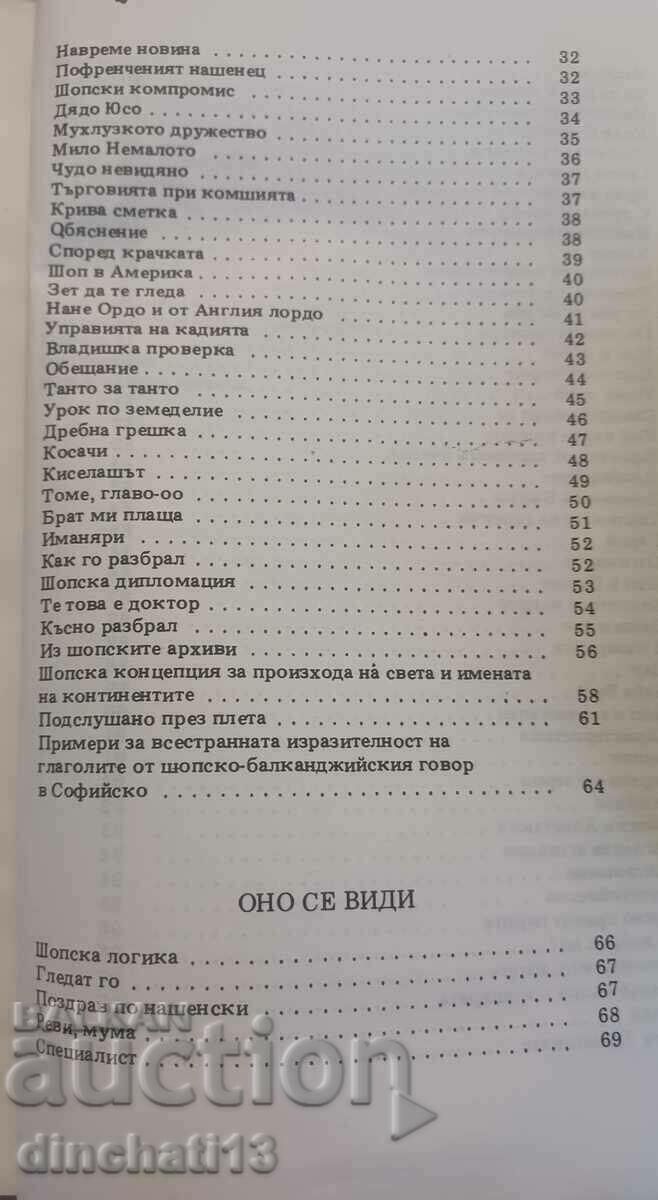 Навреме новина . . . . . . . . . . . . . . . . . . . . 32
Пофренченият нашенец . . . . . . . . . . . . . . . . 32
Шопски компромис . . . . . . . . . . . . . . . . . . 33
Дядо Юсо . . . . . . . . . . . . . . . . . . . . . . . 34
Мухлузкото дружество . . . . . . . . . . . . . . . . 35
Мило Немалото . . . . . . . . . . . . . . . . . . . . 36
Чудо невидяно . . . . . . . . . . . . . . . . . . . . 37
Търговията при комшията . . . . . . . . . . . . . . 37
Крива сметка . . . . . . . . . . . . . . . . . . . . . 38
Обяснение . . . . . . . . . . . . . . . . . . . . . . 38
Според крачката . . . . . . . . . . . . . . . . . . . 39
Шоп в Америка . . . . . . . . . . . . . . . . . . . . 40
Зет да те гледа . . . . . . . . . . . . . . . . . . . . 40
Нане Ордо и от Англия лордо . . . . . . . . . . . . 41
Управията на кадията . . . . . . . . . . . . . . . . 42
Владишка проверка . . . . . . . . . . . . . . . . . . 43
Обещание . . . . . . . . . . . . . . . . . . . . . . . 44
Танто за танто . . . . . . . . . . . . . . . . . . . . 45
Урок по земеделие . . . . . . . . . . . . . . . . . . 46
Дребна грешка . . . . . . . . . . . . . . . . . . . . 47
Косачи . . . . . . . . . . . . . . . . . . . . . . . . 48
Киселашът . . . . . . . . . . . . . . . . . . . . . . 49
Томе, главо-оо . . . . . . . . . . . . . . . . . . . . 50
Брат ми плаща . . . . . . . . . . . . . . . . . . . . 51
Иманяри . . . . . . . . . . . . . . . . . . . . . . . 52
Как го разбрал . . . . . . . . . . . . . . . . . . . . 52
Шопска дипломация . . . . . . . . . . . . . . . . . . 53
Те това е доктор . . . . . . . . . . . . . . . . . . . 54
Късно разбрал . . . . . . . . . . . . . . . . . . . . 55
Из шопските архиви . . . . . . . . . . . . . . . . . 56
Шопска концепция за произхода на света и имената
на континентите . . . . . . . . . . . . . . . . . . . 58
Подслушано през плета . . . . . . . . . . . . . . . . 61
Примери за всестранната изразителност на
глаголите от шопско-балканджийския говор
в Софийско . . . . . . . . . . . . . . . . . . . . . . 64
ОНО СЕ ВИДИ
Шопска логика . . . . . . . . . . . . . . . . . . . . 66
Гледат го . . . . . . . . . . . . . . . . . . . . . . . 67
Поздрав по нашенски . . . . . . . . . . . . . . . . . 67
Реви, мума . . . . . . . . . . . . . . . . . . . . . . 68
Специалист . . . . . . . . . . . . . . . . . . . . . . 69
BALKAN
auction
dinchati13